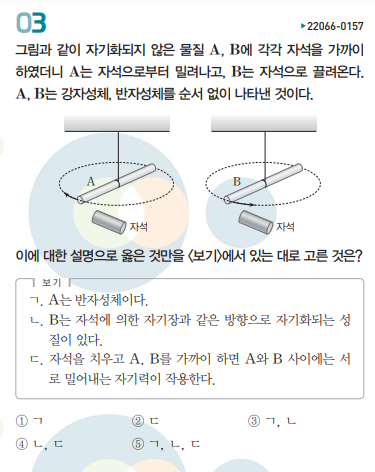 03
▶22066-0157
그림과 같이 자기화되지 않은 물질 A, B에 각각 자석을 가까이
하였더니 A는 자석으로부터 밀려나고, B는 자석으로 끌려온다.
A, B는 강자성체, 반자성체를 순서 없이 나타낸 것이다.
A
자석
B
자석
이에 대한 설명으로 옳은 것만을 <보기>에서 있는 대로 고른 것은?
보기
ㄱ. A는 반자성체이다.
ㄴ. B는 자석에 의한 자기장과 같은 방향으로 자기화되는 성
질이 있다.
ㄷ. 자석을 치우고 A, B를 가까이 하면 A와 B 사이에는 서
로 밀어내는 자기력이 작용한다.
① ㄱ ② ㄷ ③ ㄱ, ㄴ
④ ㄴ, ㄷ ⑤ ㄱ, ㄴ, ㄷ